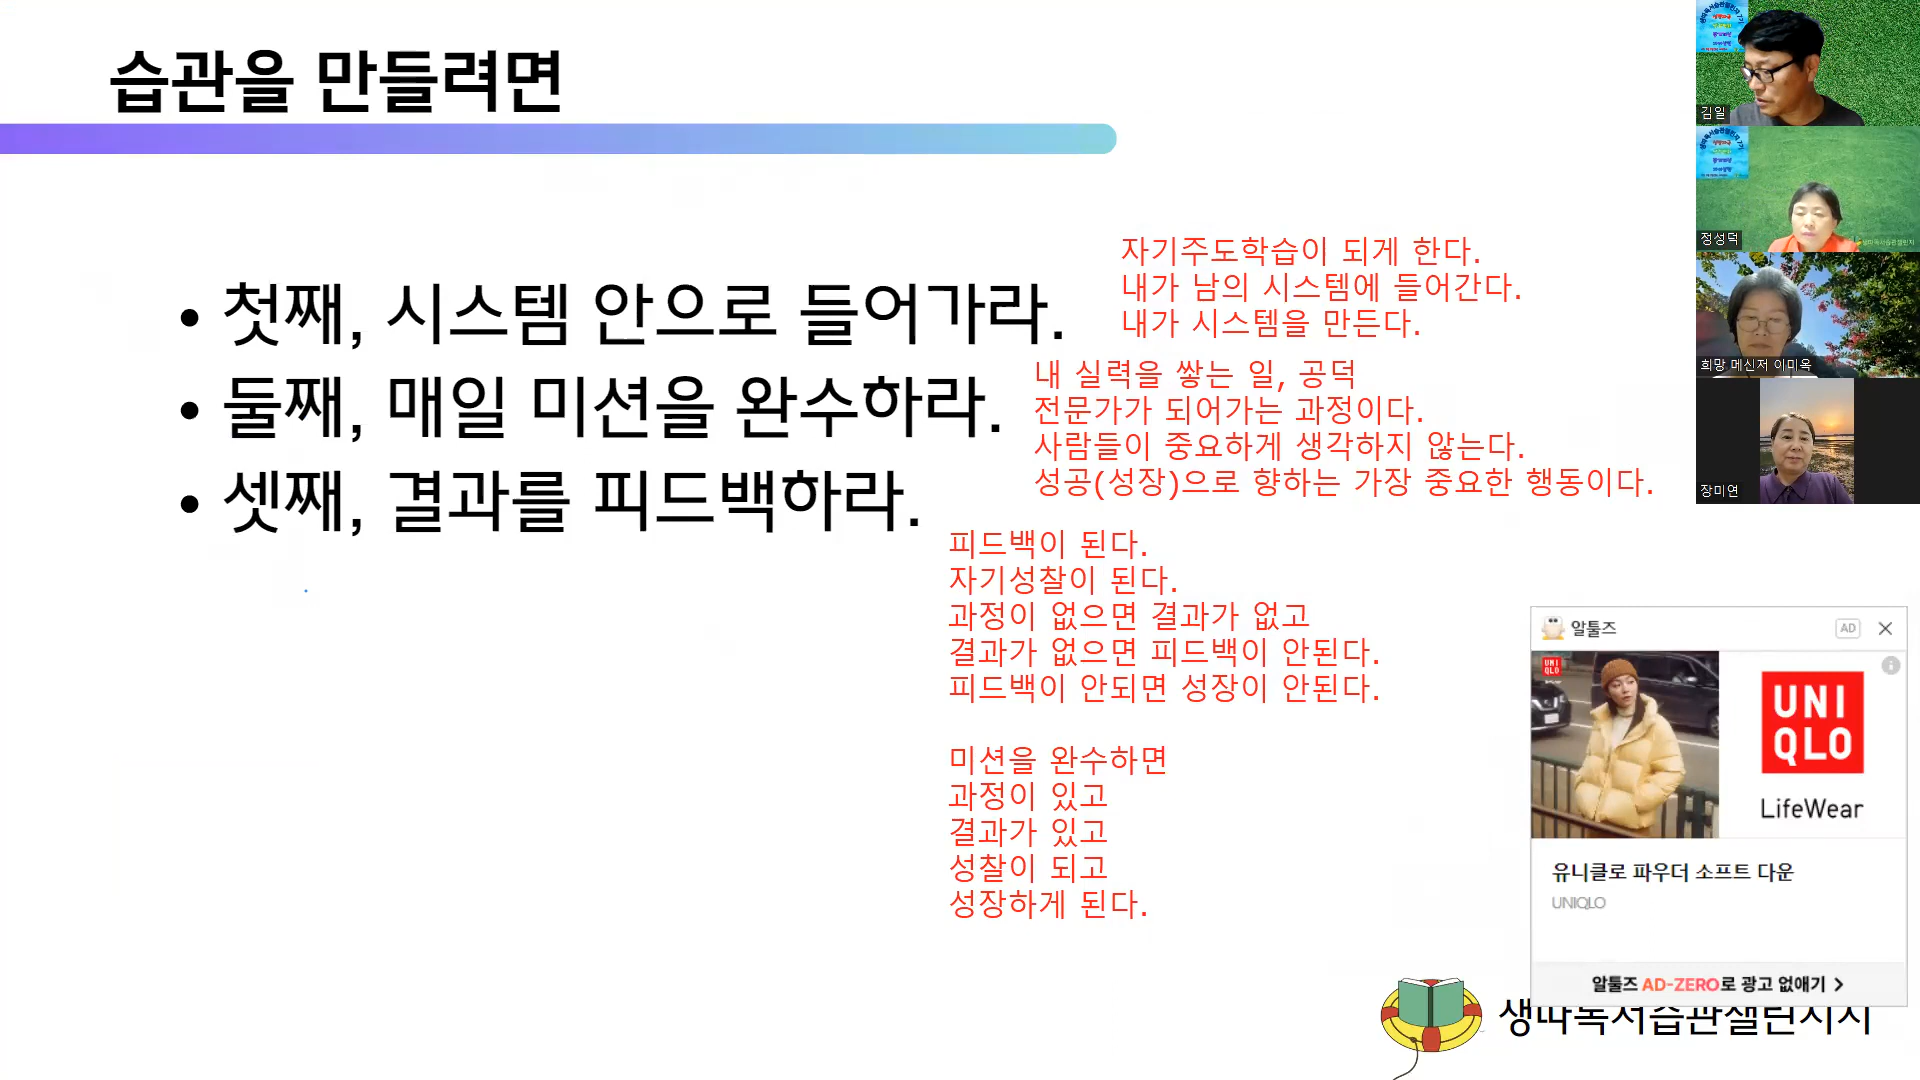 습관을 만들려면
• 첫째, 시스템 안으로 들어가라.
• 둘째, 매일 미션을 완수하라.
• 셋째, 결과를 피드백하라.
자기주도학습이 되게 한다.
내가 남의 시스템에 들어간다.
내가 시스템을 만든다.
내 실력을 쌓는 일, 공덕
전문가가 되어가는 과정이다.
사람들이 중요하게 생각하지 않는다.
성공(성장)으로 향하는 가장 중요한 행동이다.
피드백이 된다.
자기성찰이 된다.
과정이 없으면 결과가 없고
결과가 없으면 피드백이 안된다.
피드백이 안되면 성장이 안된다.
미션을 완수하면
과정이 있고
결과가 있고
성찰이 되고
성장하게 된다.
김일
정성덕
희망 메신저 이미옥
장미연
알툴즈
AD
UNI
QLO
UNI
QLO
LifeWear
유니클로 파우더 소프트 다운
UNIQLO
알툴즈 AD-ZERO로 광고 없애기
생따독서습관챌린지